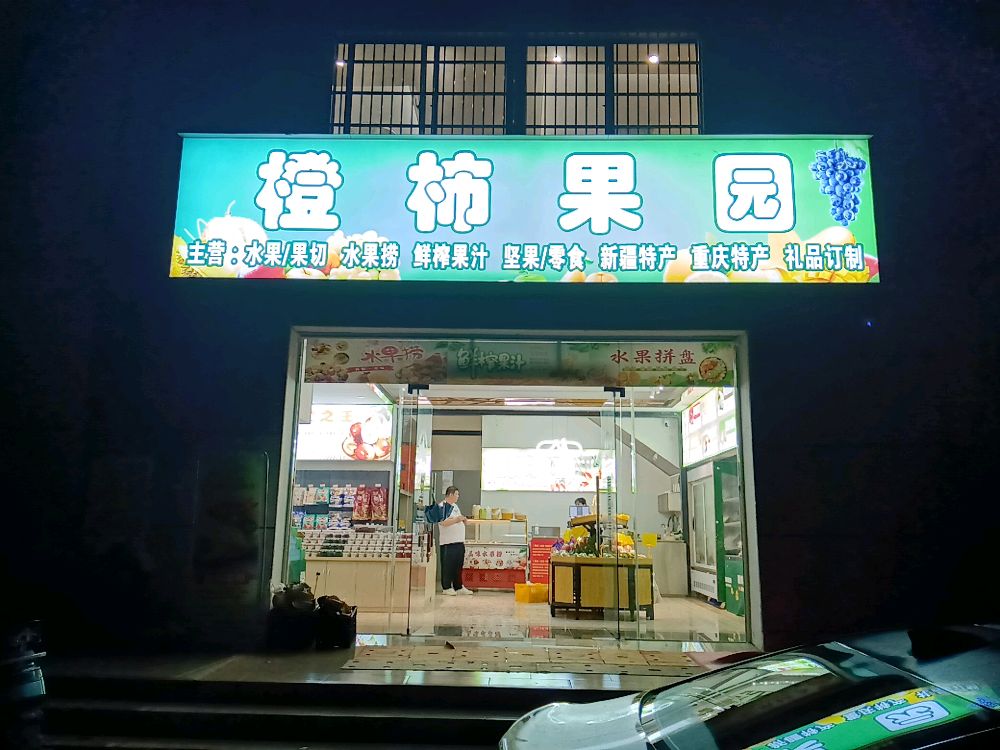 橙柿果园
主营：水果/果切 水果捞 鲜榨果汁 坚果/零食 新疆特产 重庆特产 礼品订制
水果捞
鲜榨果汁
水果拼盘
之王